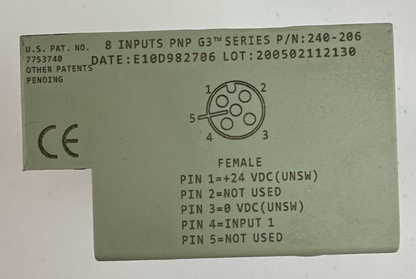 8 INPUTS PNP G3™ SERIES P/N:240-206
DATE:E10D982706 LOT:200502112130
U.S. PAT. NO.
7753740
OTHER PATENTS
PENDING
CE
1 2
5
4 3
FEMALE
PIN 1=+24 VDC(UNSW)
PIN 2=NOT USED
PIN 3=0 VDC(UNSW)
PIN 4=INPUT 1
PIN 5=NOT USED